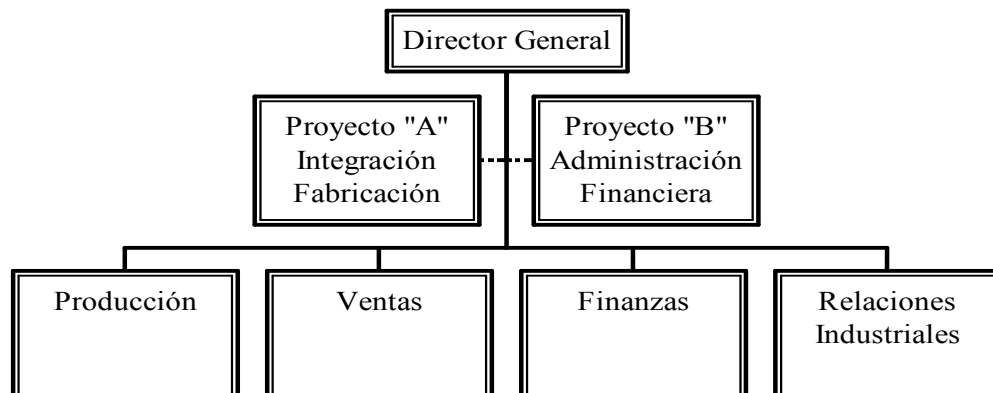 Director General
Proyecto "A"
Integración
Fabricación
Proyecto "B"
Administración
Financiera
Producción
Ventas
Finanzas
Relaciones
Industriales